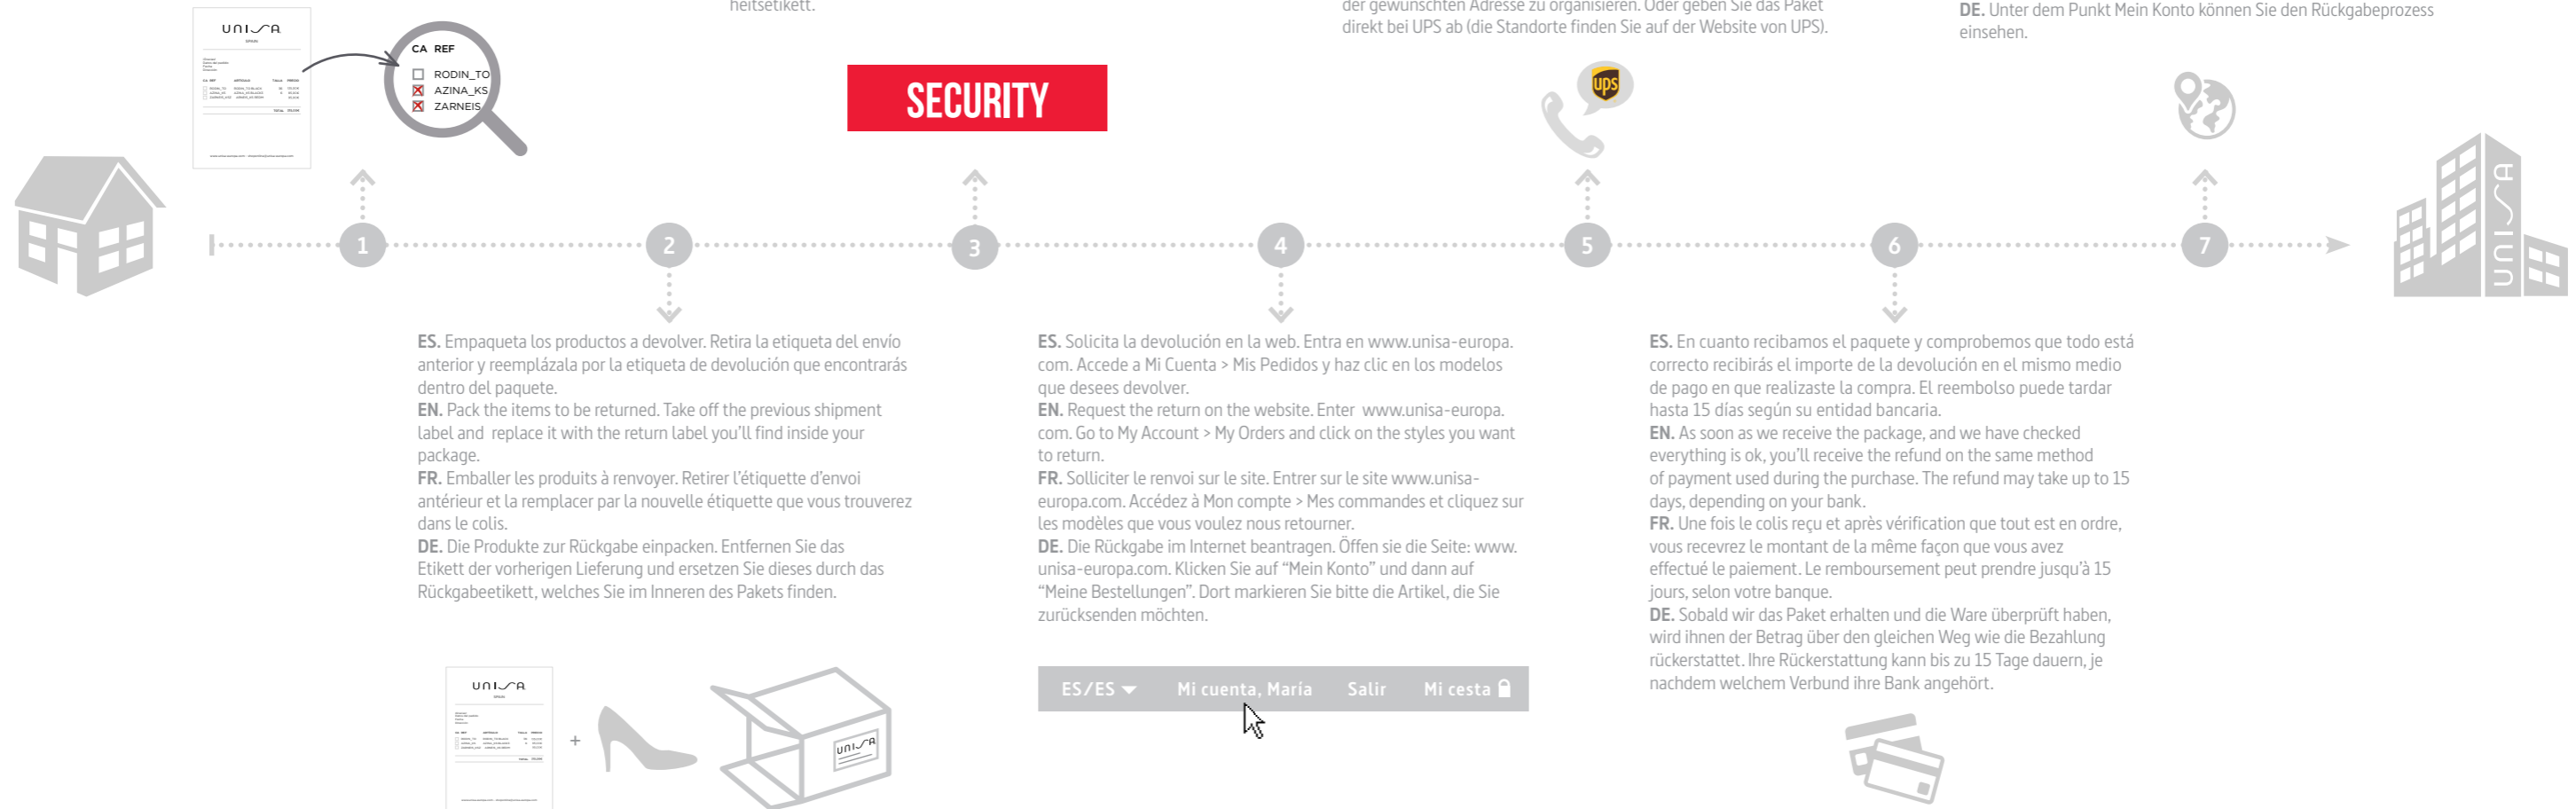 heitsetikett.
der gewünschten Adresse zu organisieren. Oder geben Sie das Paket
direkt bei UPS ab (die Standorte finden Sie auf der Website von UPS).
DE. Unter dem Punkt Mein Konto können Sie den Rückgabeprozess
einsehen.
UNISA
CA REF
RODIN_TO
AZINA_KS
ZARNEIS
TOTAL
SECURITY
ups
1
2
3
4
5
6
7
UNISA
ES. Empaqueta los productos a devolver. Retira la etiqueta del envío
anterior y reemplázala por la etiqueta de devolución que encontrarás
dentro del paquete.
EN. Pack the items to be returned. Take off the previous shipment
label and replace it with the return label you'll find inside your
package.
FR. Emballer les produits à renvoyer. Retirer l'étiquette d'envoi
antérieur et la remplacer par la nouvelle étiquette que vous trouverez
dans le colis.
DE. Die Produkte zur Rückgabe einpacken. Entfernen Sie das
Etikett der vorherigen Lieferung und ersetzen Sie dieses durch das
Rückgabeetikett, welches Sie im Inneren des Pakets finden.
UNISA
TOTAL
+
UNISA
ES. Solicita la devolución en la web. Entra en www.unisa-europa.
com. Accede a Mi Cuenta > Mis Pedidos y haz clic en los modelos
que desees devolver.
EN. Request the return on the website. Enter www.unisa-europa.
com. Go to My Account > My Orders and click on the styles you want
to return.
FR. Solliciter le renvoi sur le site. Entrer sur le site www.unisa-
europa.com. Accédez à Mon compte > Mes commandes et cliquez sur
les modèles que vous voulez nous retourner.
DE. Die Rückgabe im Internet beantragen. Öffen sie die Seite: www.
unisa-europa.com. Klicken Sie auf “Mein Konto” und dann auf
“Meine Bestellungen”. Dort markieren Sie bitte die Artikel, die Sie
zurücksenden möchten.
ES/ES Mi cuenta, María Salir Mi cesta
ES. En cuanto recibamos el paquete y comprobemos que todo está
correcto recibirás el importe de la devolución en el mismo medio
de pago en que realizaste la compra. El reembolso puede tardar
hasta 15 días según su entidad bancaria.
EN. As soon as we receive the package, and we have checked
everything is ok, you'll receive the refund on the same method
of payment used during the purchase. The refund may take up to 15
days, depending on your bank.
FR. Une fois le colis reçu et après vérification que tout est en ordre,
vous recevrez le montant de la même façon que vous avez
effectué le paiement. Le remboursement peut prendre jusqu'à 15
jours, selon votre banque.
DE. Sobald wir das Paket erhalten und die Ware überprüft haben,
wird ihnen der Betrag über den gleichen Weg wie die Bezahlung
rückerstattet. Ihre Rückerstattung kann bis zu 15 Tage dauern, je
nachdem welchem Verbund ihre Bank angehört.